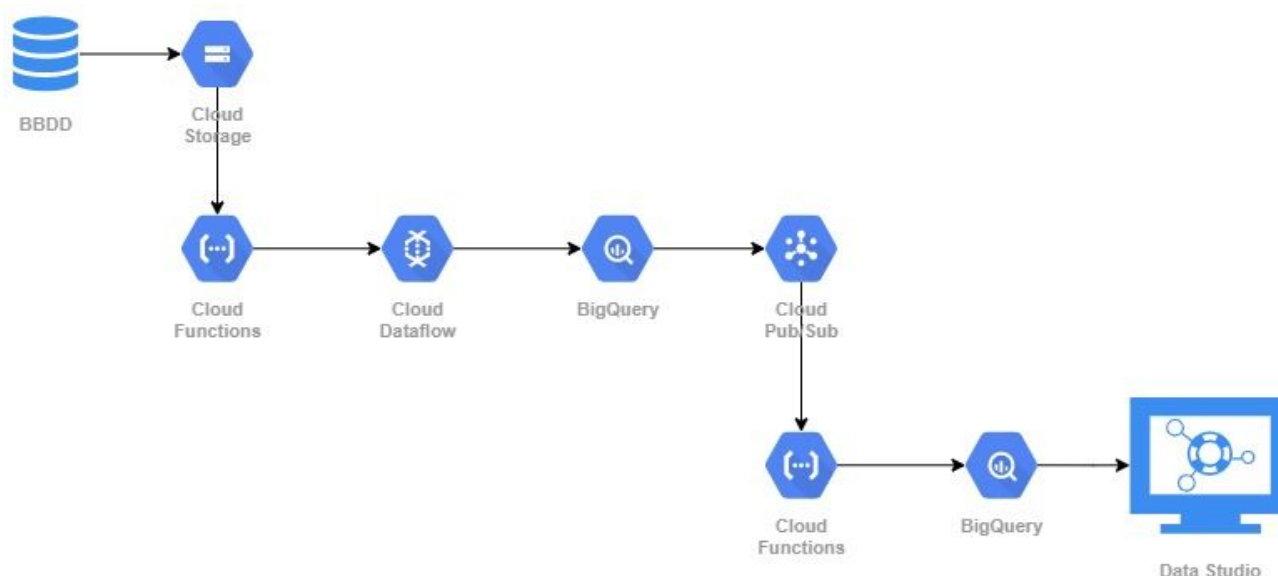 BBDD
Cloud
Storage
Cloud
Functions
Cloud
Dataflow
BigQuery
Cloud
Pub/Sub
Cloud
Functions
BigQuery
Data Studio